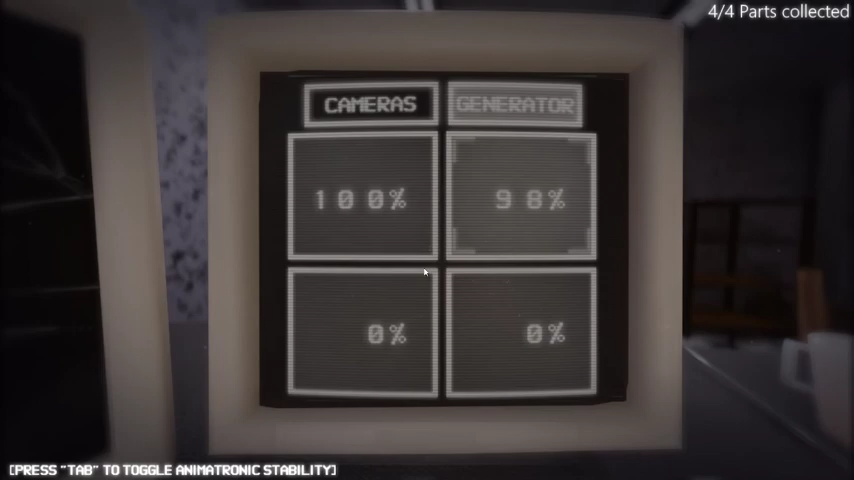 4/4 Parts collected
CAMERAS GENERATOR
100% 98%
0% 0%
[PRESS "TAB" TO TOGGLE ANIMATRONIC STABILITY]